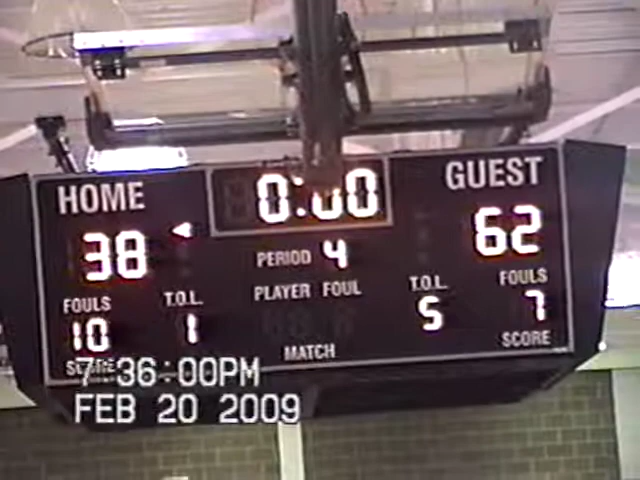 HOME 0:00 GUEST
38 62
PERIOD 4
FOULS T.O.L. PLAYER FOUL T.O.L. FOULS
10 1 5 7
MATCH SCORE
7:36:00PM
FEB 20 2009